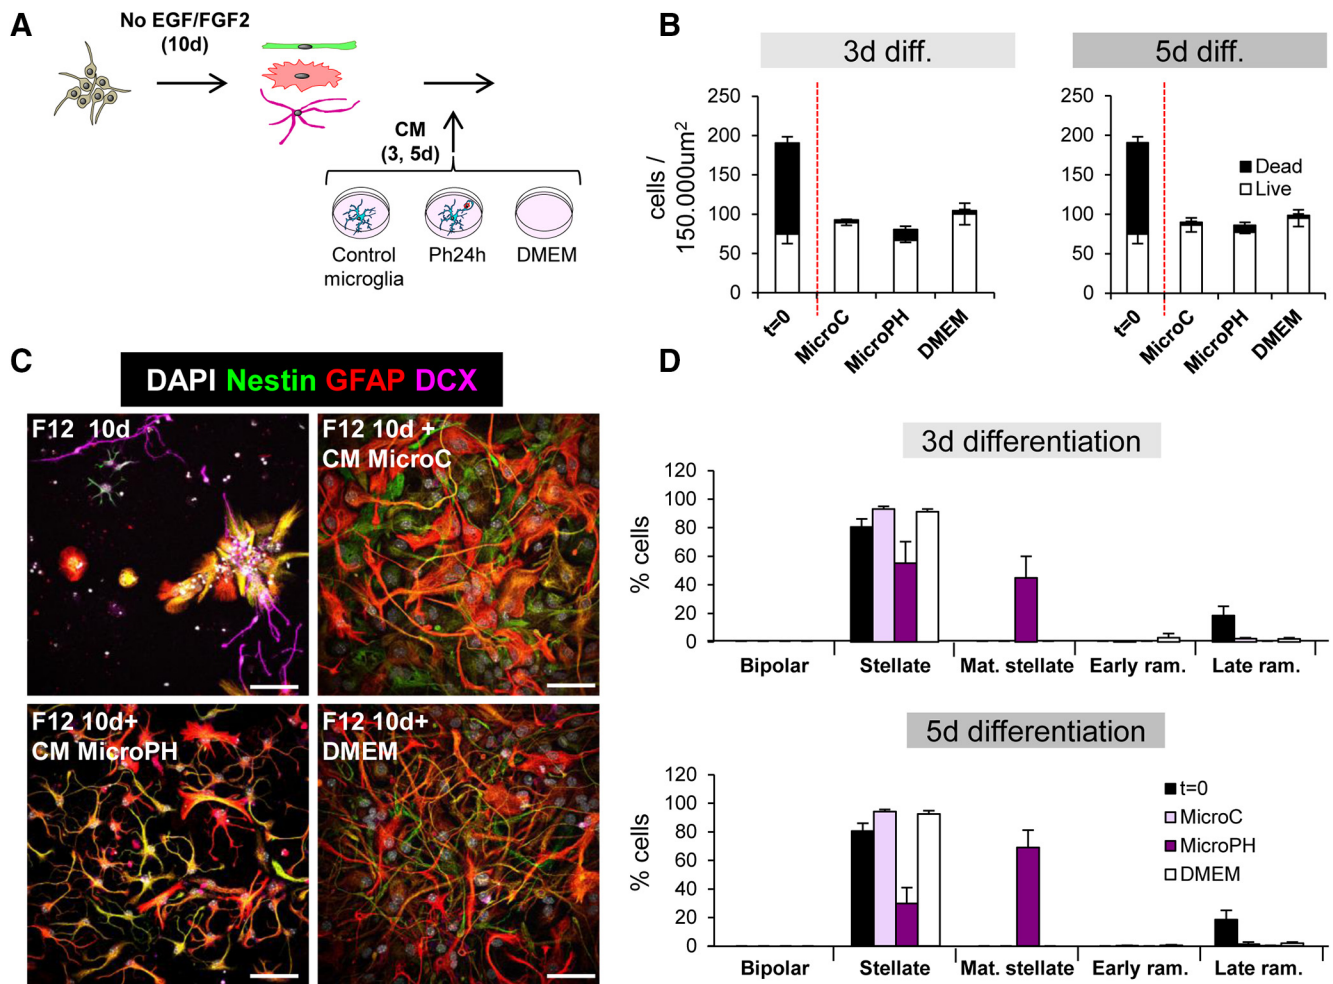 A
No EGF/FGF2
(10d)
CM
(3, 5d)
Control
microglia
Ph24h
DMEM
B
3d diff.
5d diff.
cells /
150.000um2
250
200
150
100
50
0
t=0
MicroC
MicroPH
DMEM
250
200
150
100
50
0
Dead
Live
t=0
MicroC
MicroPH
DMEM
C
DAPI Nestin GFAP DCX
F12 10d
F12 10d +
CM MicroC
F12 10d+
CM MicroPH
F12 10d+
DMEM
D
3d differentiation
% cells
120
100
80
60
40
20
0
Bipolar
Stellate
Mat. stellate
Early ram.
Late ram.
5d differentiation
% cells
120
100
80
60
40
20
0
t=0
MicroC
MicroPH
DMEM
Bipolar
Stellate
Mat. stellate
Early ram.
Late ram.